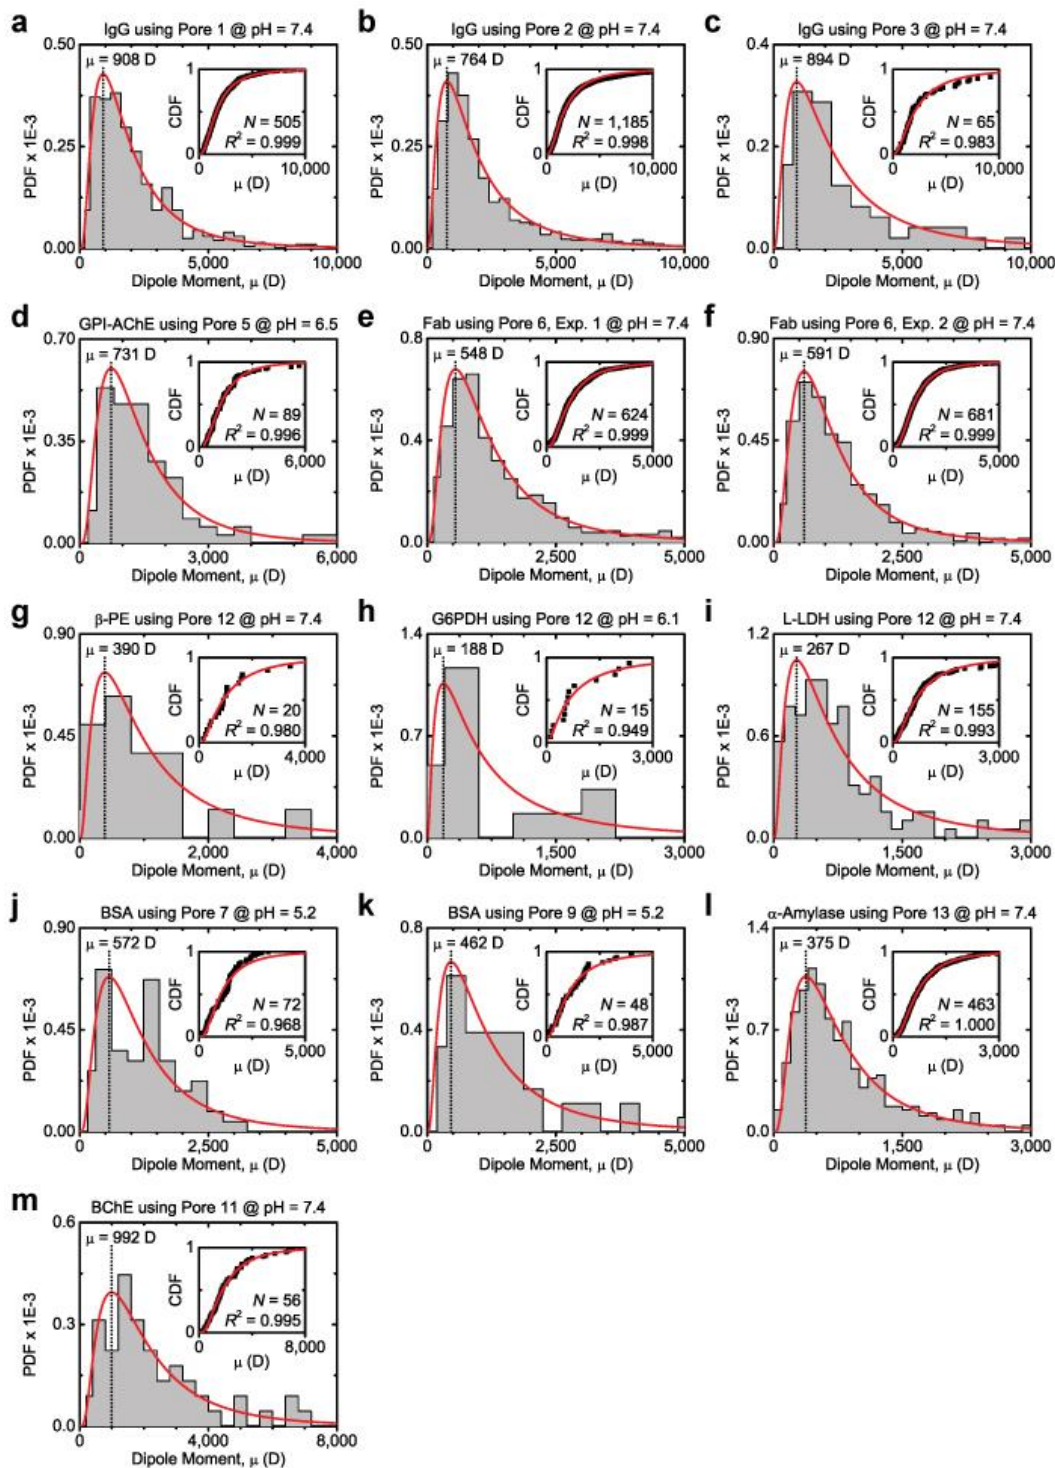 a
IgG using Pore 1 @ pH = 7.4
μ = 908 D
N = 505
R² = 0.999
CDF
1
0
0
10,000
μ (D)
PDF x 1E-3
0.50
0.25
0.00
0
5,000
10,000
Dipole Moment, μ (D)
b
IgG using Pore 2 @ pH = 7.4
μ = 764 D
N = 1,185
R² = 0.998
CDF
1
0
0
10,000
μ (D)
PDF x 1E-3
0.50
0.25
0.00
0
5,000
10,000
Dipole Moment, μ (D)
c
IgG using Pore 3 @ pH = 7.4
μ = 894 D
N = 65
R² = 0.983
CDF
1
0
0
10,000
μ (D)
PDF x 1E-3
0.4
0.2
0.0
0
5,000
10,000
Dipole Moment, μ (D)
d
GPI-AChE using Pore 5 @ pH = 6.5
μ = 731 D
N = 89
R² = 0.996
CDF
1
0
0
6,000
μ (D)
PDF x 1E-3
0.70
0.35
0.00
0
3,000
6,000
Dipole Moment, μ (D)
e
Fab using Pore 6, Exp. 1 @ pH = 7.4
μ = 548 D
N = 624
R² = 0.999
CDF
1
0
0
5,000
μ (D)
PDF x 1E-3
0.8
0.4
0.0
0
2,500
5,000
Dipole Moment, μ (D)
f
Fab using Pore 6, Exp. 2 @ pH = 7.4
μ = 591 D
N = 681
R² = 0.999
CDF
1
0
0
5,000
μ (D)
PDF x 1E-3
0.90
0.45
0.00
0
2,500
5,000
Dipole Moment, μ (D)
g
β-PE using Pore 12 @ pH = 7.4
μ = 390 D
N = 20
R² = 0.980
CDF
1
0
0
4,000
μ (D)
PDF x 1E-3
0.90
0.45
0.00
0
2,000
4,000
Dipole Moment, μ (D)
h
G6PDH using Pore 12 @ pH = 6.1
μ = 188 D
N = 15
R² = 0.949
CDF
1
0
0
3,000
μ (D)
PDF x 1E-3
1.4
0.7
0.0
0
1,500
3,000
Dipole Moment, μ (D)
i
L-LDH using Pore 12 @ pH = 7.4
μ = 267 D
N = 155
R² = 0.993
CDF
1
0
0
3,000
μ (D)
PDF x 1E-3
1.2
0.6
0.0
0
1,500
3,000
Dipole Moment, μ (D)
j
BSA using Pore 7 @ pH = 5.2
μ = 572 D
N = 72
R² = 0.968
CDF
1
0
0
5,000
μ (D)
PDF x 1E-3
0.90
0.45
0.00
0
2,500
5,000
Dipole Moment, μ (D)
k
BSA using Pore 9 @ pH = 5.2
μ = 462 D
N = 48
R² = 0.987
CDF
1
0
0
5,000
μ (D)
PDF x 1E-3
0.8
0.4
0.0
0
2,500
5,000
Dipole Moment, μ (D)
l
α-Amylase using Pore 13 @ pH = 7.4
μ = 375 D
N = 463
R² = 1.000
CDF
1
0
0
3,000
μ (D)
PDF x 1E-3
1.4
0.7
0.0
0
1,500
3,000
Dipole Moment, μ (D)
m
BChE using Pore 11 @ pH = 7.4
μ = 992 D
N = 56
R² = 0.995
CDF
1
0
0
8,000
μ (D)
PDF x 1E-3
0.6
0.3
0.0
0
4,000
8,000
Dipole Moment, μ (D)